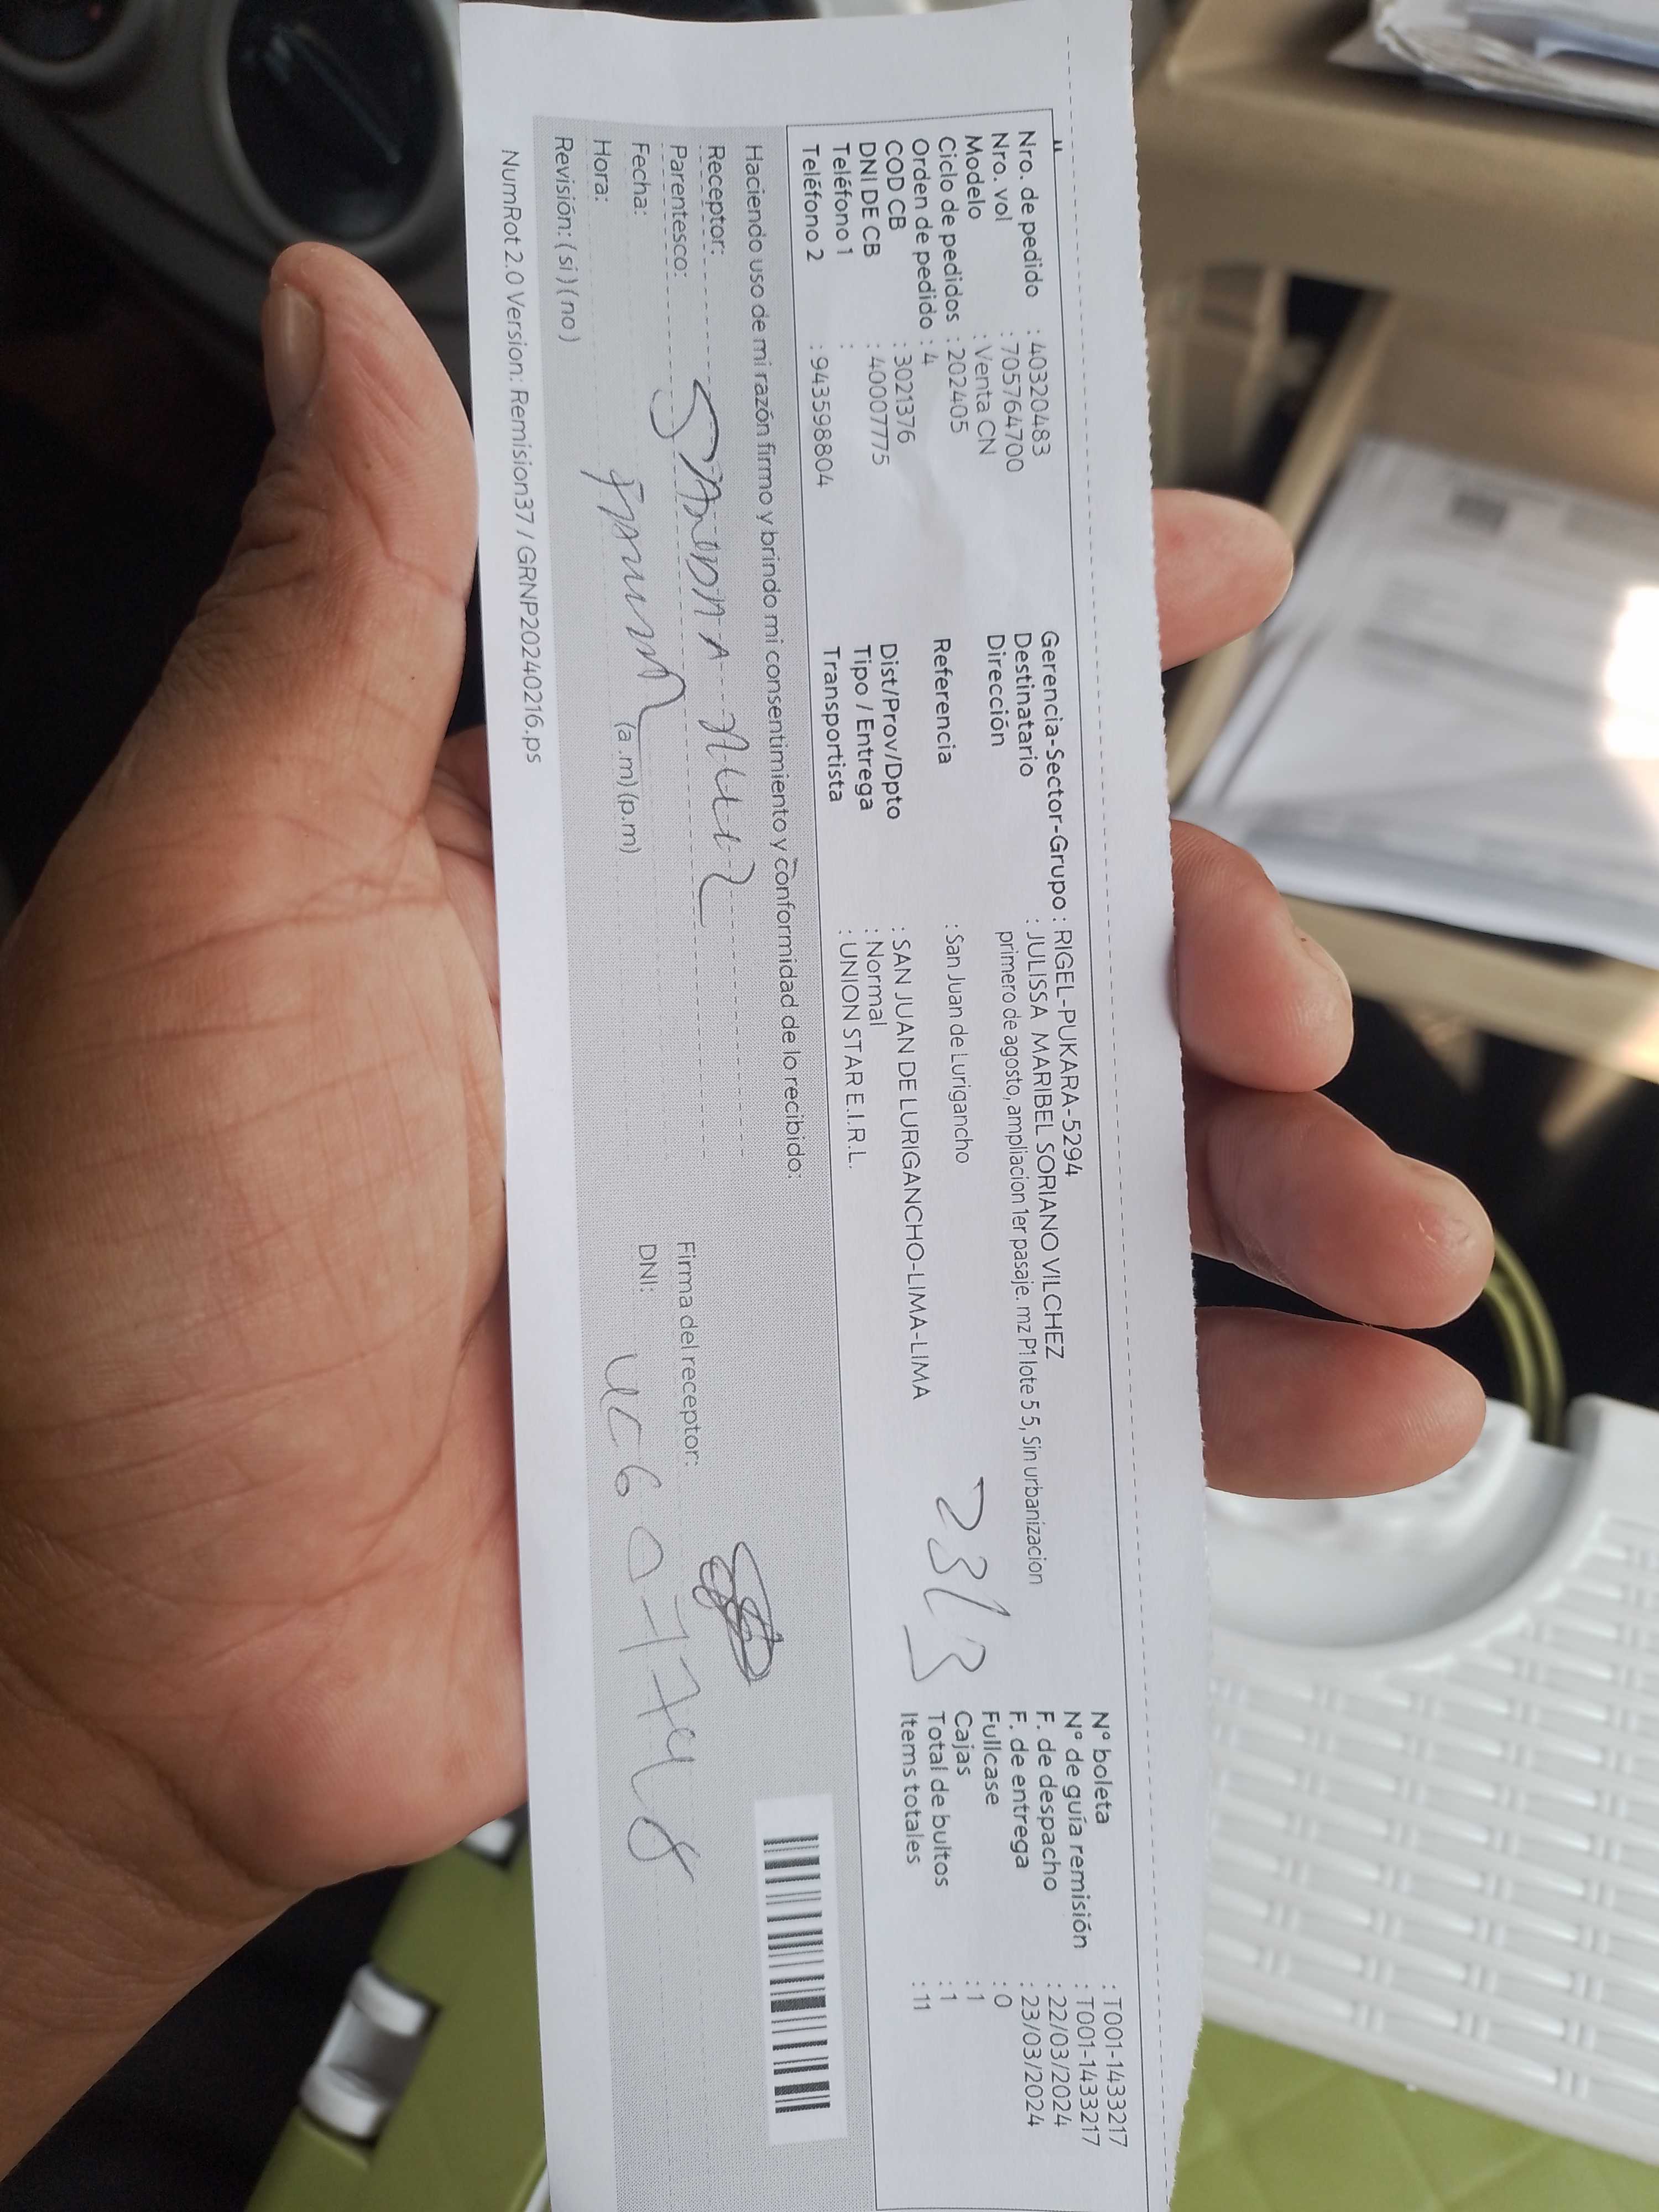 Nro. de pedido : 40320483
Nro. vol : 705764700
Modelo : Venta CN
Ciclo de pedidos : 202405
Orden de pedido : 4
COD CB : 3021376
DNI DE CB : 40007775
Teléfono 1 :
Teléfono 2 : 943598804
Gerencia-Sector-Grupo : RIGEL-PUKARA-5294
Destinatario : JULISSA MARIBEL SORIANO VILCHEZ
Dirección primero de agosto, ampliacion 1er pasaje. mz P1 lote 5 5, Sin urbanizacion
Referencia : San Juan de Lurigancho
Dist/Prov/Dpto : SAN JUAN DE LURIGANCHO-LIMA-LIMA
Tipo / Entrega : Normal
Transportista : UNION STAR E.I.R.L.
23/3
N° boleta : T001-1433217
N° de guía remisión : T001-1433217
F. de despacho : 22/03/2024
F. de entrega : 23/03/2024
Fullcase : 0
Cajas : 1
Total de bultos : 1
Items totales : 11
Haciendo uso de mi razón firmo y brindo mi consentimiento y conformidad de lo recibido:
Receptor:
Parentesco:
Fecha:
Hora: (a.m) (p.m)
Revisión: (si) (no)
Firma del receptor:
DNI:
NumRot 2.0 Version: Remision37 / GRNP20240216.ps